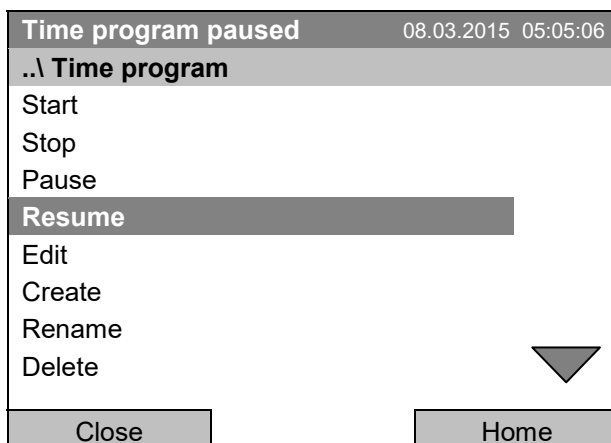 Time program paused 08.03.2015 05:05:06
..\ Time program
Start
Stop
Pause
Resume
Edit
Create
Rename
Delete
Close Home